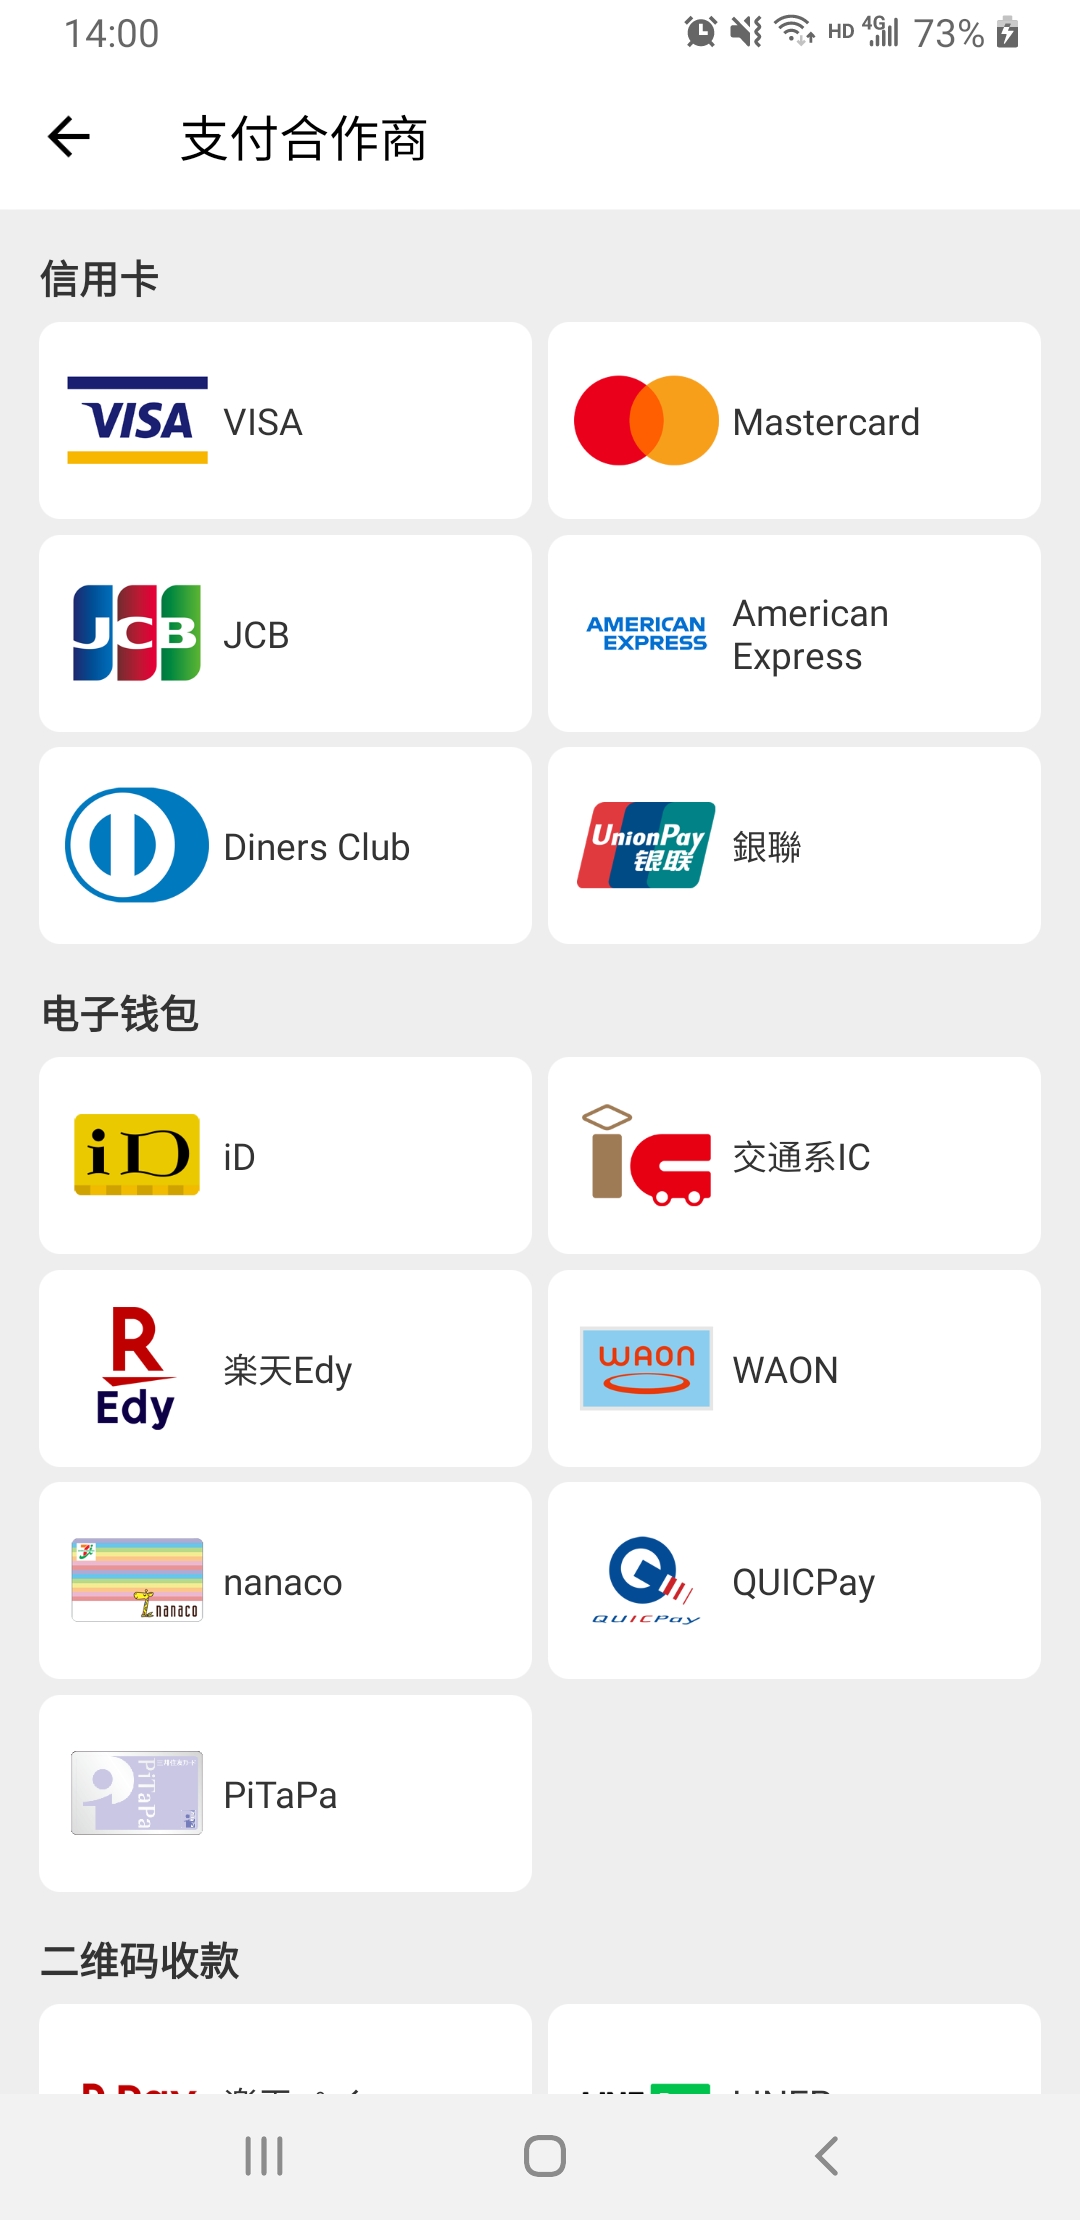 14:00
HD 4G 73%
支付合作商
信用卡
VISA VISA
Mastercard
JCB JCB
AMERICAN EXPRESS American Express
Diners Club
UnionPay 银联 銀聯
电子钱包
iD iD
交通系IC
R Edy 楽天Edy
WAON WAON
nanaco nanaco
QUICPay QUICPay
PiTaPa PiTaPa
二维码收款